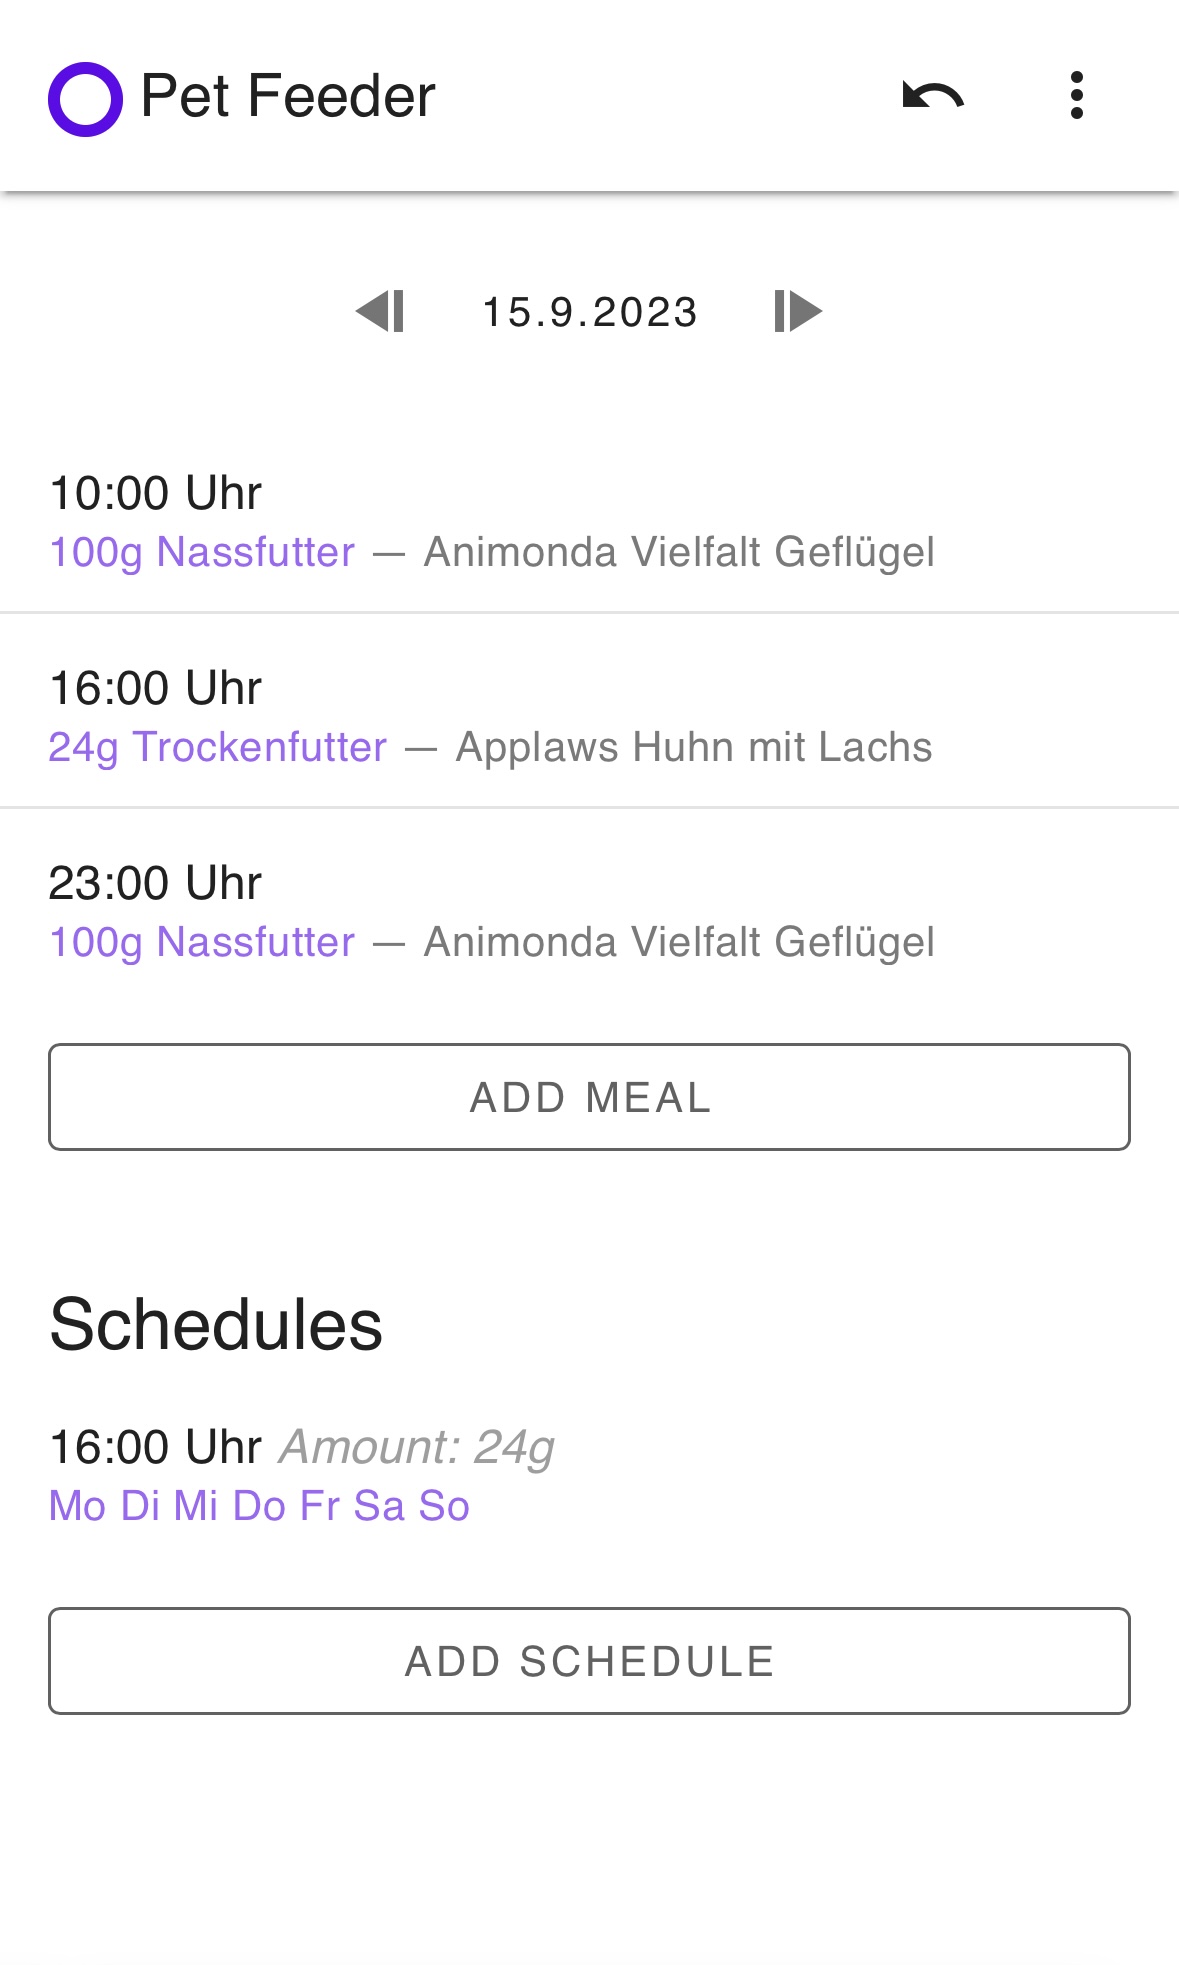 Pet Feeder
15.9.2023
10:00 Uhr
100g Nassfutter — Animonda Vielfalt Geflügel
16:00 Uhr
24g Trockenfutter — Applaws Huhn mit Lachs
23:00 Uhr
100g Nassfutter — Animonda Vielfalt Geflügel
ADD MEAL
Schedules
16:00 Uhr Amount: 24g
Mo Di Mi Do Fr Sa So
ADD SCHEDULE